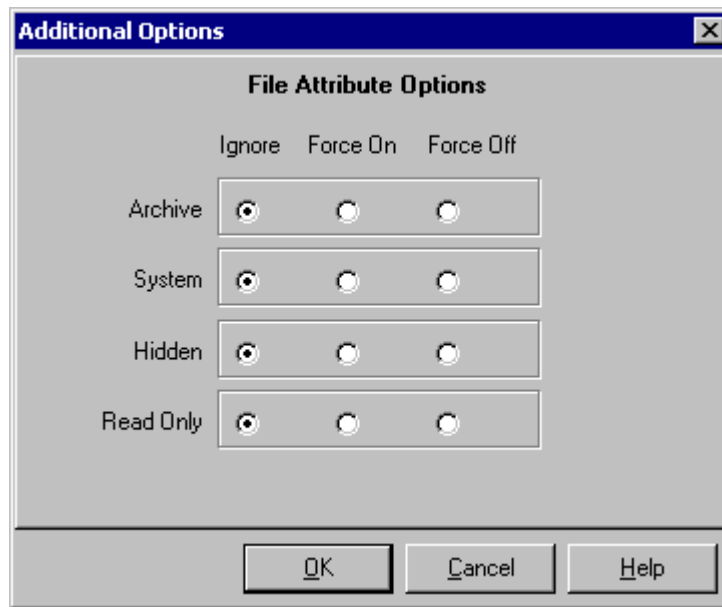 Additional Options
File Attribute Options
Ignore Force On Force Off
Archive
System
Hidden
Read Only
OK Cancel Help